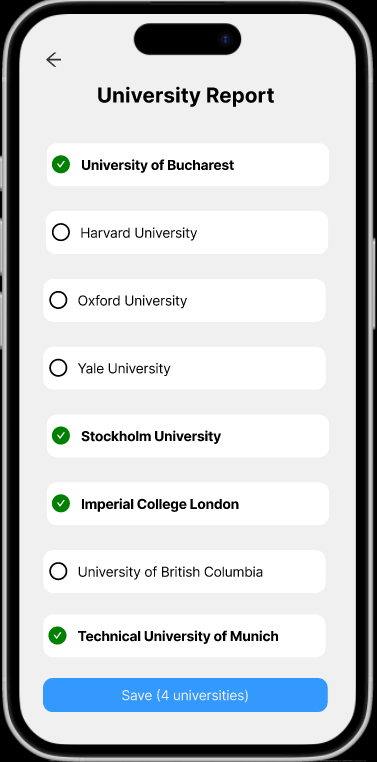 University Report
University of Bucharest
Harvard University
Oxford University
Yale University
Stockholm University
Imperial College London
University of British Columbia
Technical University of Munich
Save (4 universities)